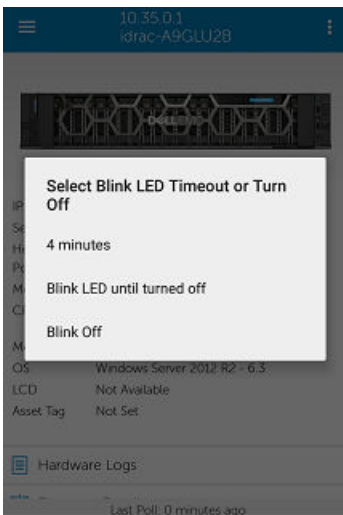 10.35.0.1
idrac-A9GLU2B
Select Blink LED Timeout or Turn
Off
4 minutes
Blink LED until turned off
Blink Off
OS Windows Server 2012 R2 - 6.3
LCD Not Available
Asset Tag Not Set
Hardware Logs
Last Poll: 0 minutes ago